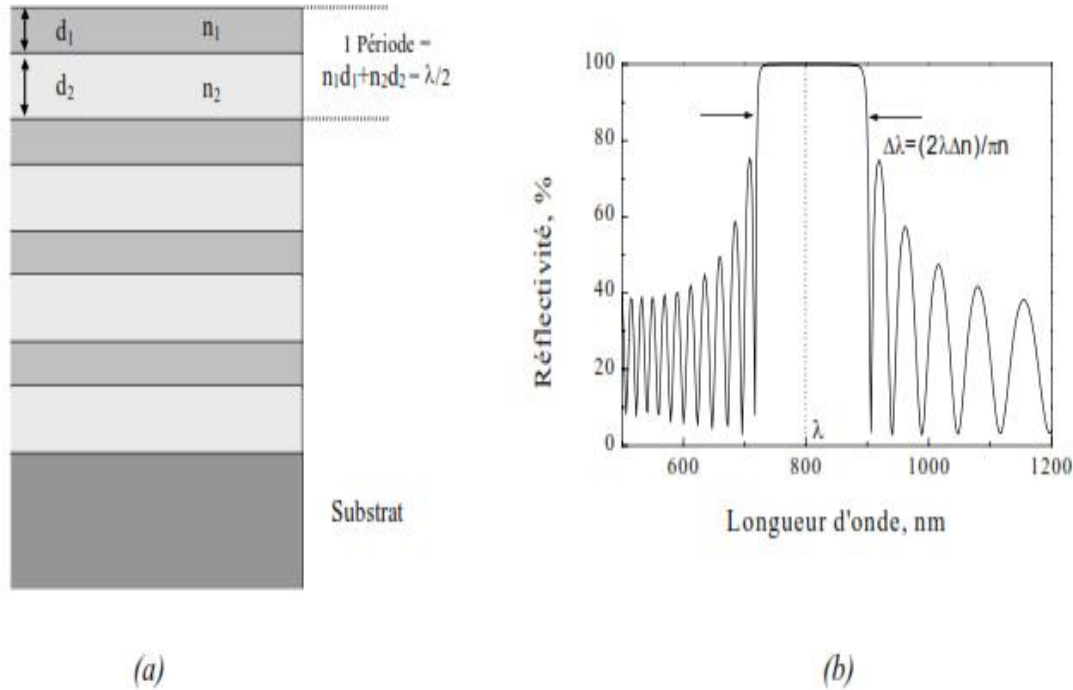 d₁ n₁
d₂ n₂
1 Période =
n₁d₁+n₂d₂= λ/2
Substrat
(a)
Réflectivité, %
100
80
60
40
20
0
Δλ=(2λΔn)/πn
λ
600 800 1000 1200
Longueur d'onde, nm
(b)